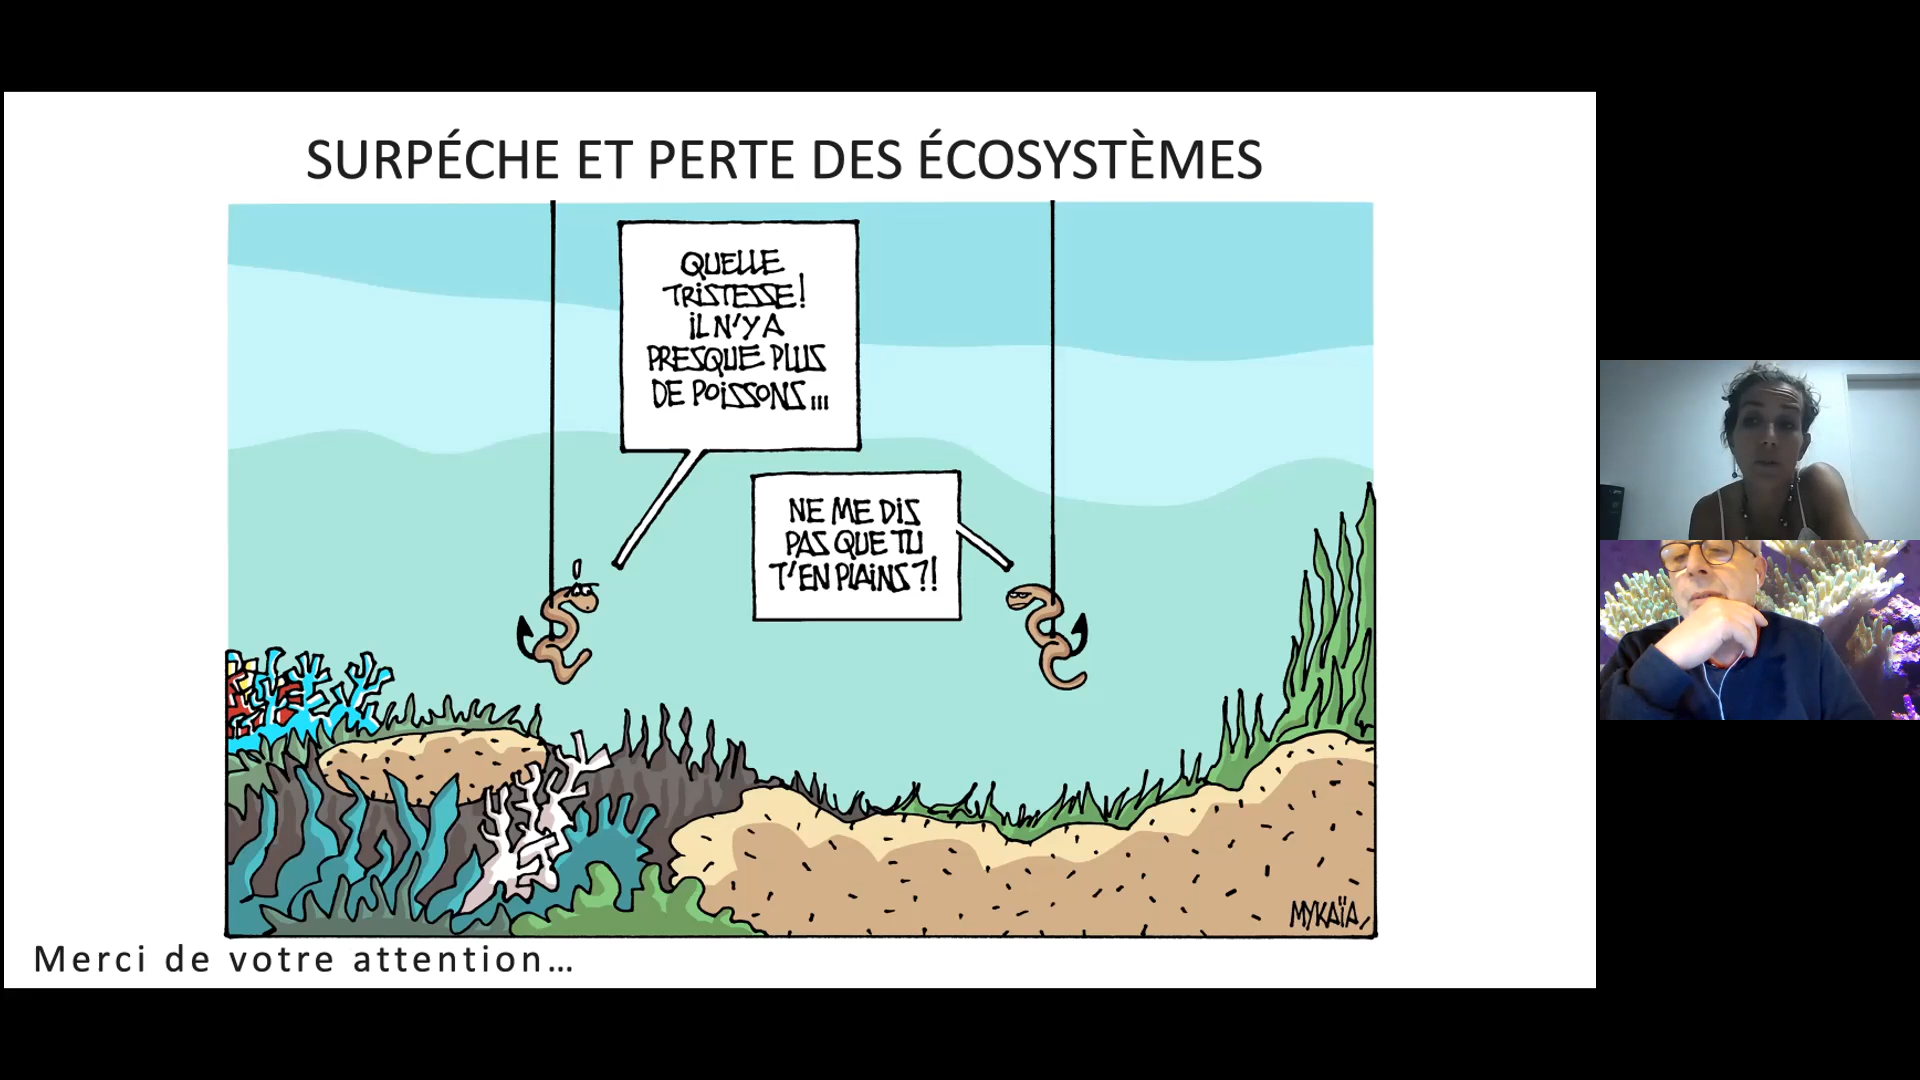 SURPÉCHE ET PERTE DES ÉCOSYSTÈMES
QUELLE
TRISTESSE!
IL N'Y A
PRESQUE PLUS
DE POISSONS...
NE ME DIS
PAS QUE TU
T'EN PLAINS?!
MYKAÏA
Merci de votre attention…